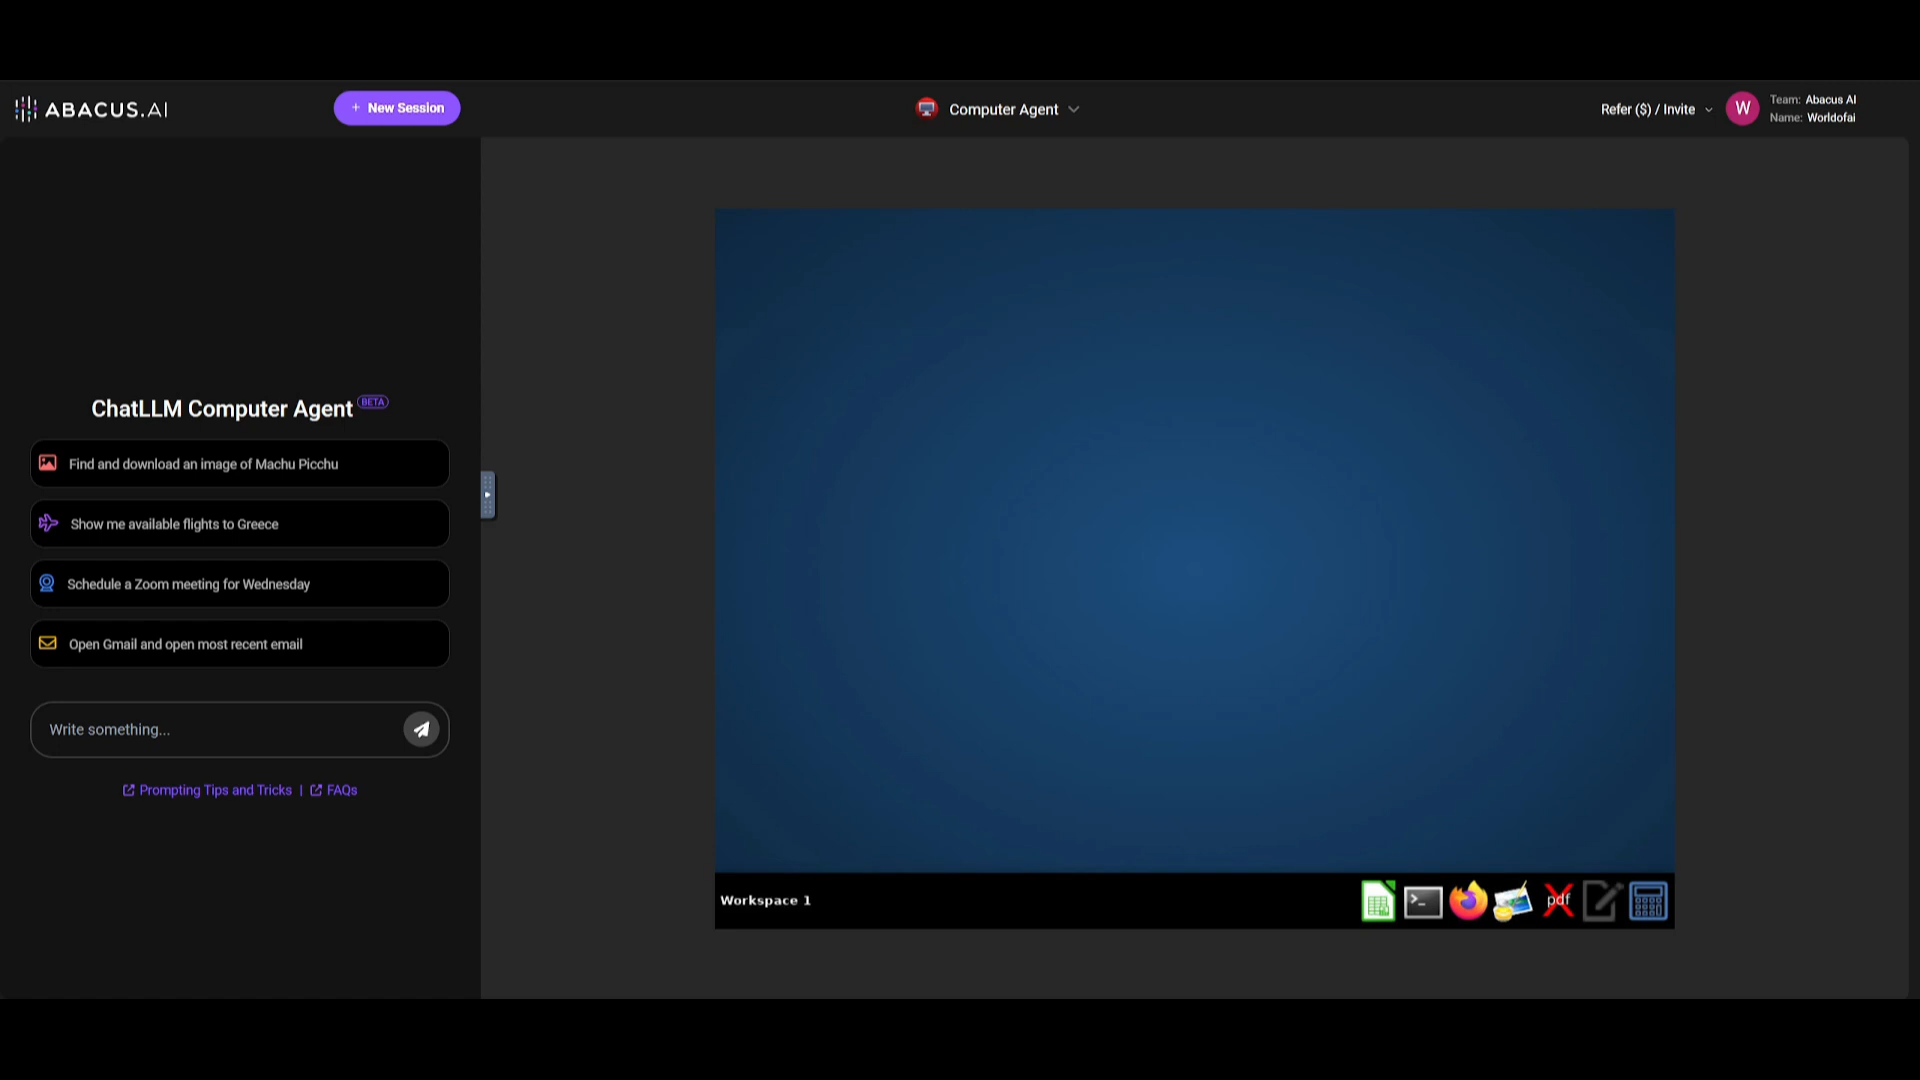 ABACUS.AI
+ New Session
Computer Agent
Refer ($) / Invite
W
Team: Abacus AI
Name: Worldofai
ChatLLM Computer Agent BETA
Find and download an image of Machu Picchu
Show me available flights to Greece
Schedule a Zoom meeting for Wednesday
Open Gmail and open most recent email
Write something...
Prompting Tips and Tricks | FAQs
Workspace 1
>_
pdf